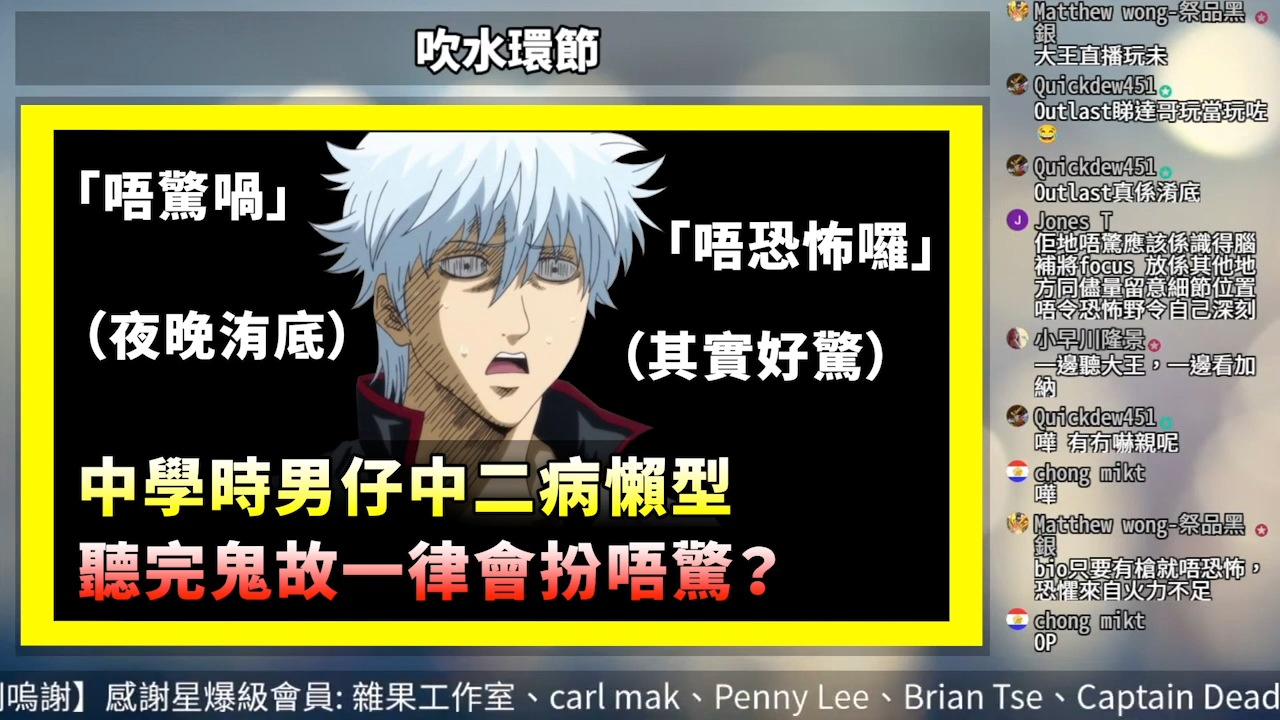 吹水環節
「唔驚喎」
「唔恐怖囉」
（夜晚洧底）
（其實好驚）
中學時男仔中二病懶型
聽完鬼故一律會扮唔驚？
Matthew wong-祭品黑
銀
大王直播玩未
Quickdew451
Outlast睇達哥玩當玩咗
😂
Quickdew451
Outlast真係淆底
J
Jones T
佢地唔驚應該係識得腦
補將focus 放係其他地
方同儘量留意細節位置
唔令恐怖野令自己深刻
小早川隆景
一邊聽大王，一邊看加
納
Quickdew451
嘩 有冇嚇親呢
chong mikt
嘩
Matthew wong-祭品黑
銀
bio只要有槍就唔恐怖，
恐懼來自火力不足
chong mikt
OP
嗚謝】感謝星爆級會員: 雜果工作室、carl mak、Penny Lee、Brian Tse、Captain Dead